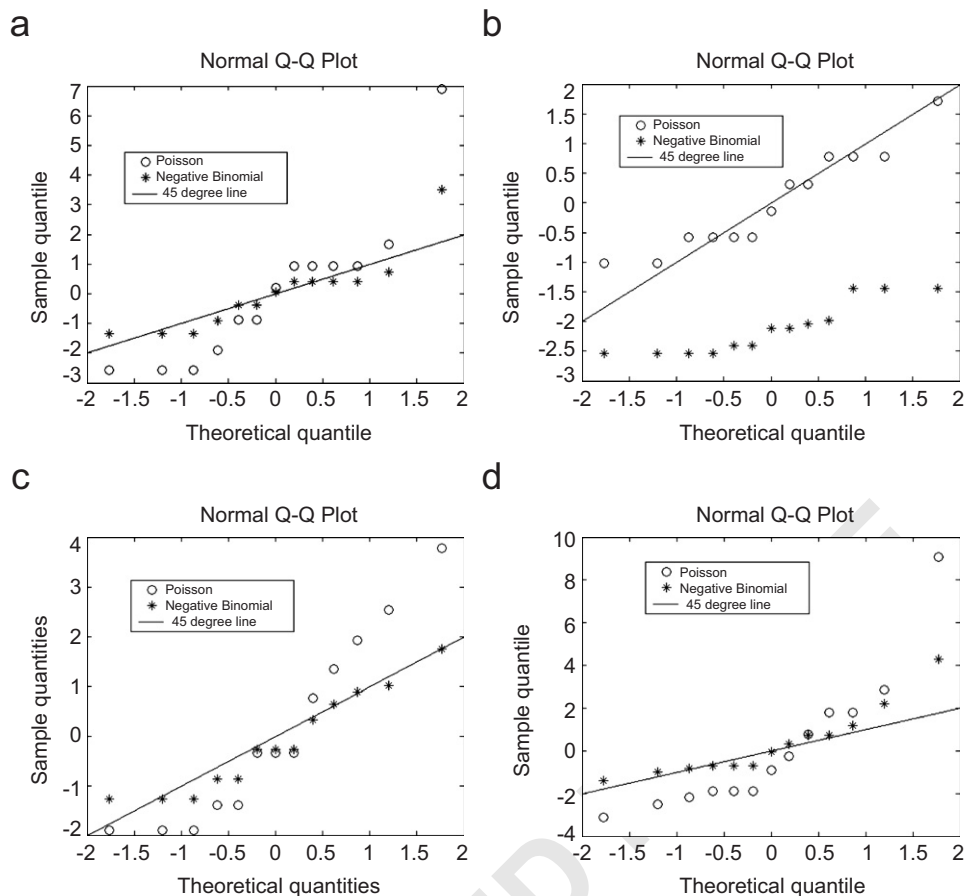 a
Normal Q-Q Plot
7
6
5
4
3
2
1
0
-1
-2
-3
Poisson
Negative Binomial
45 degree line
Sample quantile
-2 -1.5 -1 -0.5 0 0.5 1 1.5 2
Theoretical quantile
b
Normal Q-Q Plot
2
1.5
1
0.5
0
-0.5
-1
-1.5
-2
-2.5
-3
Poisson
Negative Binomial
45 degree line
Sample quantile
-2 -1.5 -1 -0.5 0 0.5 1 1.5 2
Theoretical quantile
c
Normal Q-Q Plot
4
3
2
1
0
-1
-2
Poisson
Negative Binomial
45 degree line
Sample quantities
-2 -1.5 -1 -0.5 0 0.5 1 1.5 2
Theoretical quantities
d
Normal Q-Q Plot
10
8
6
4
2
0
-2
-4
Poisson
Negative Binomial
45 degree line
Sample quantile
-2 -1.5 -1 -0.5 0 0.5 1 1.5 2
Theoretical quantile